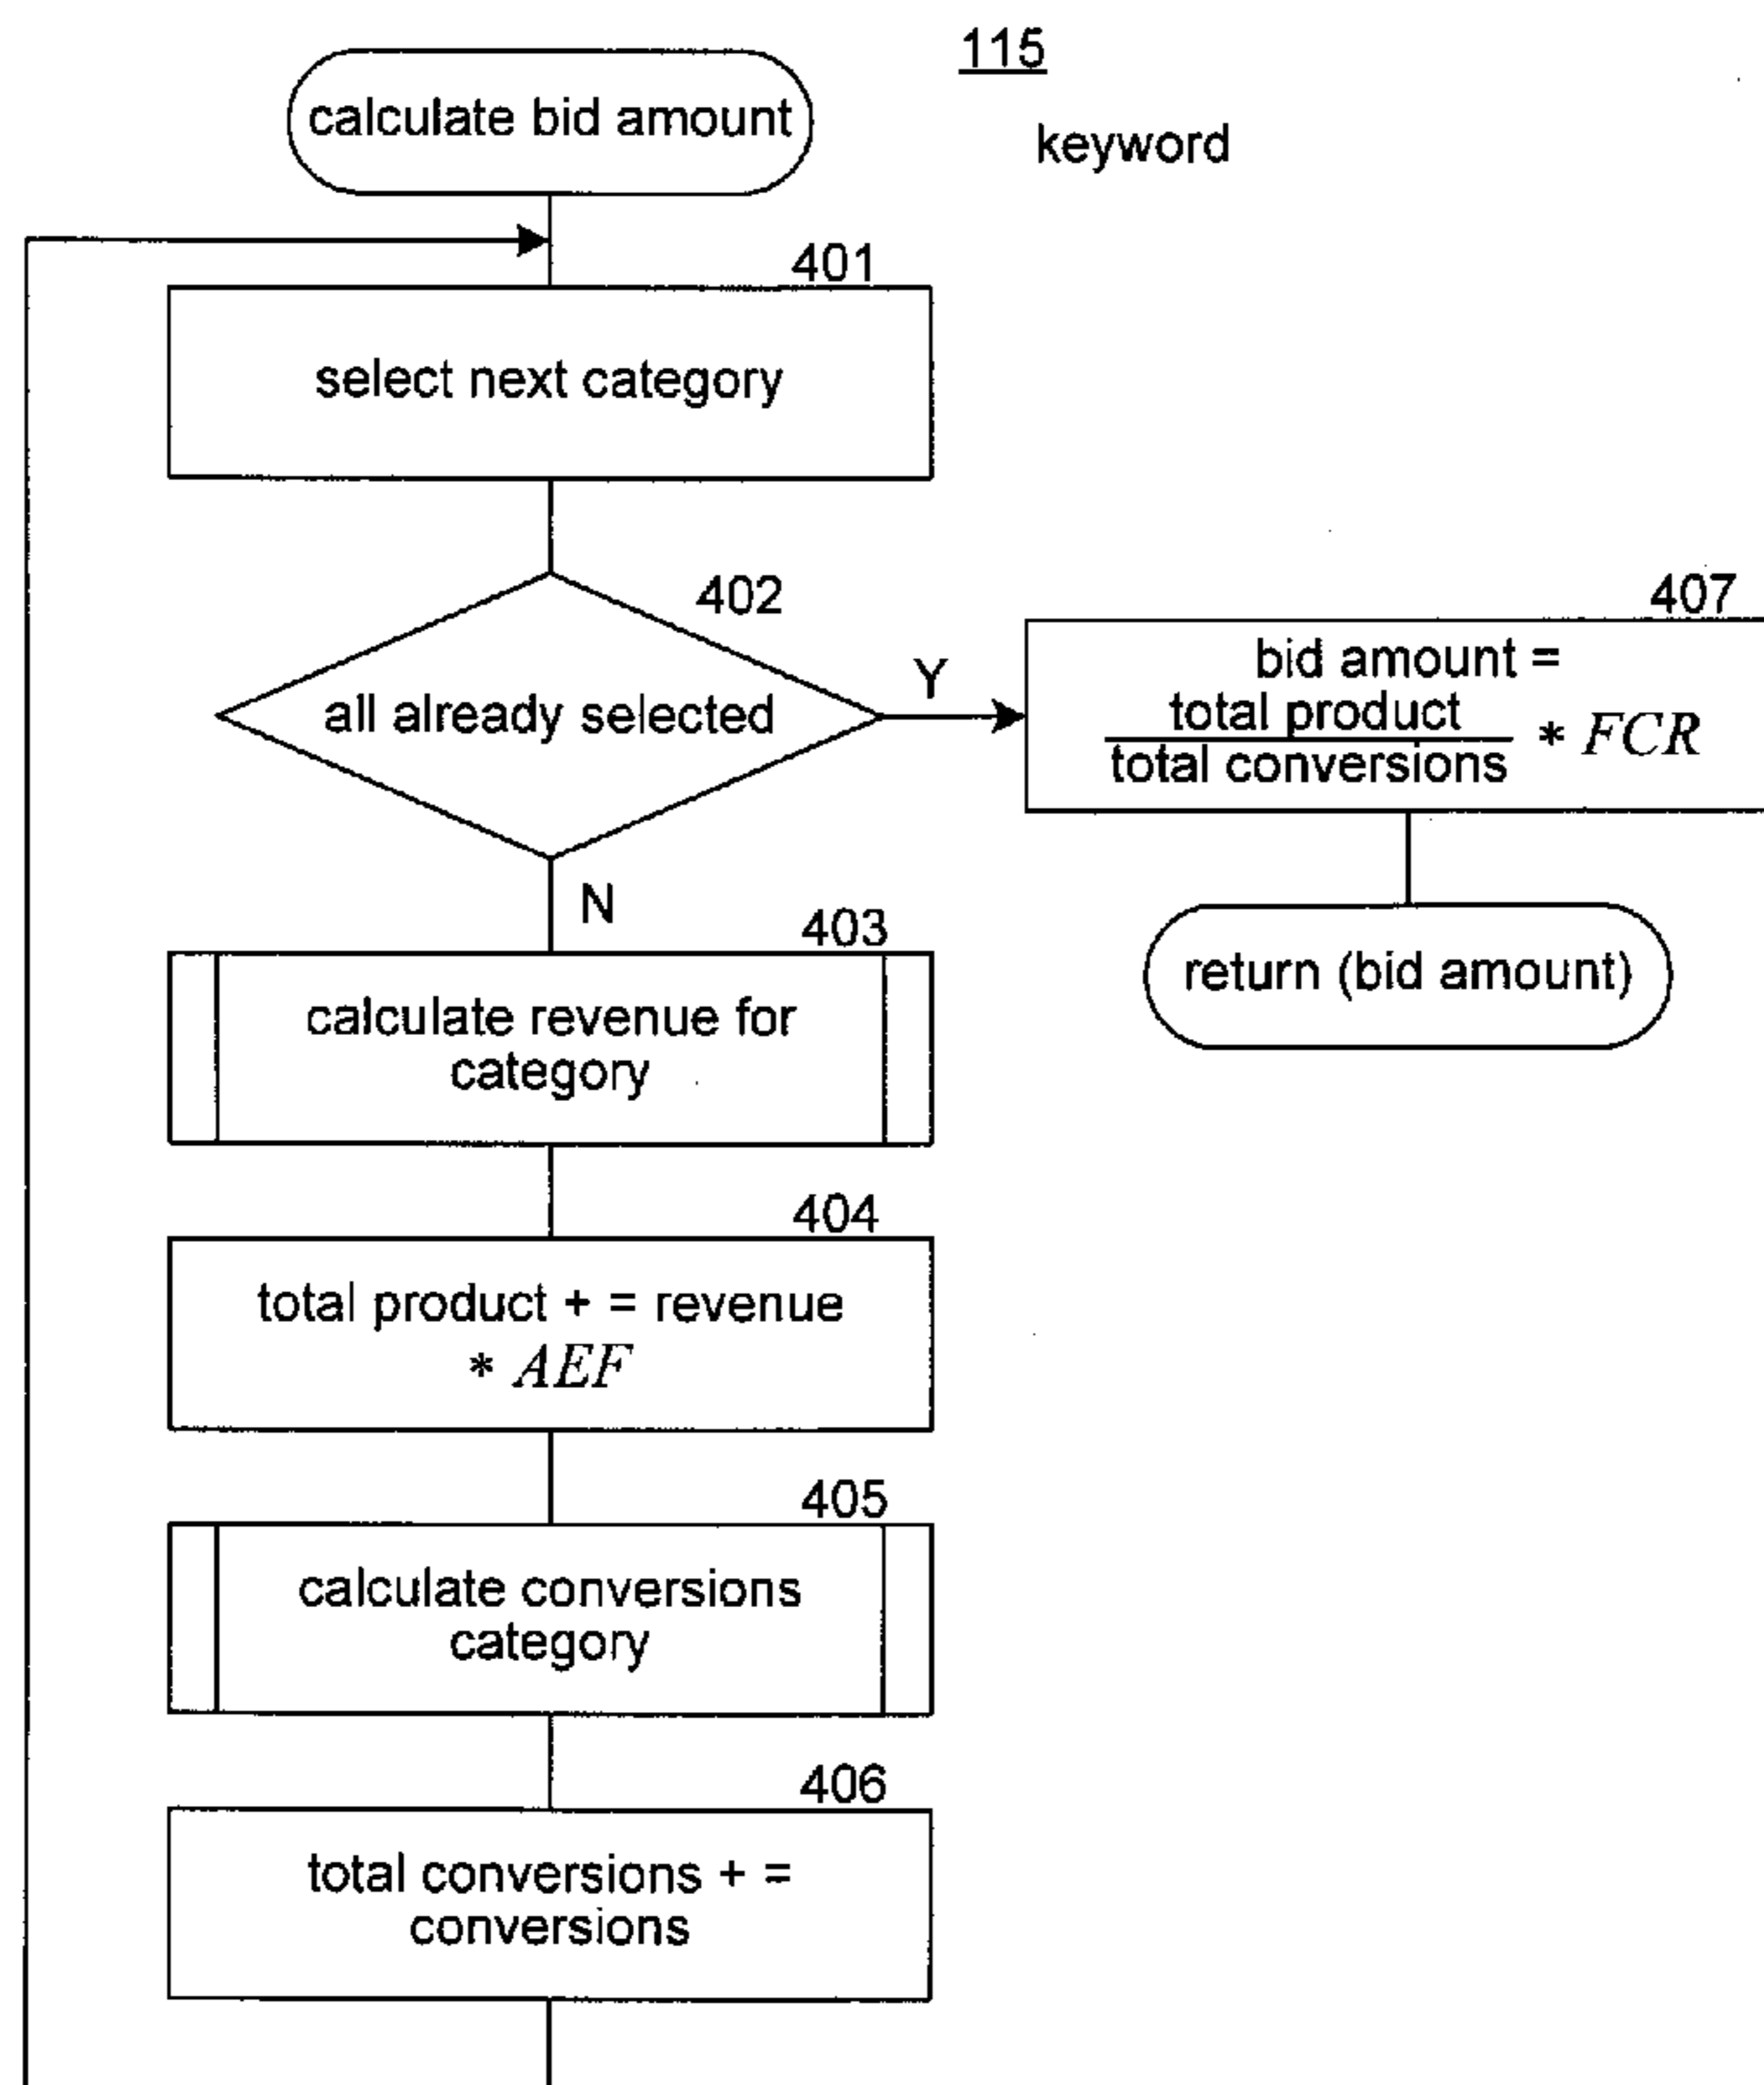 115
calculate bid amount
keyword
401
select next category
402
all already selected
Y
407
bid amount =
total product
total conversions * FCR
return (bid amount)
N
403
calculate revenue for
category
404
total product + = revenue
* AEF
405
calculate conversions
category
406
total conversions + =
conversions